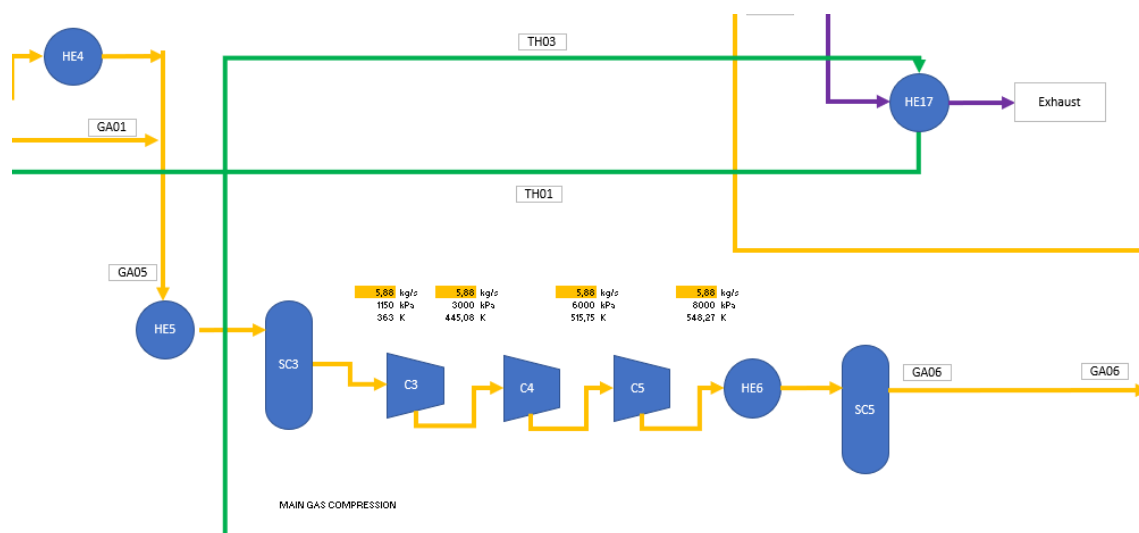 TH03
HE4
HE17
Exhaust
GA01
TH01
GA05
5,88 kg/s
1150 kPa
363 K
5,88 kg/s
3000 kPa
445,08 K
5,88 kg/s
6000 kPa
515,75 K
5,88 kg/s
8000 kPa
548,27 K
HE5
SC3
C3
C4
C5
HE6
SC5
GA06
GA06
MAIN GAS COMPRESSION